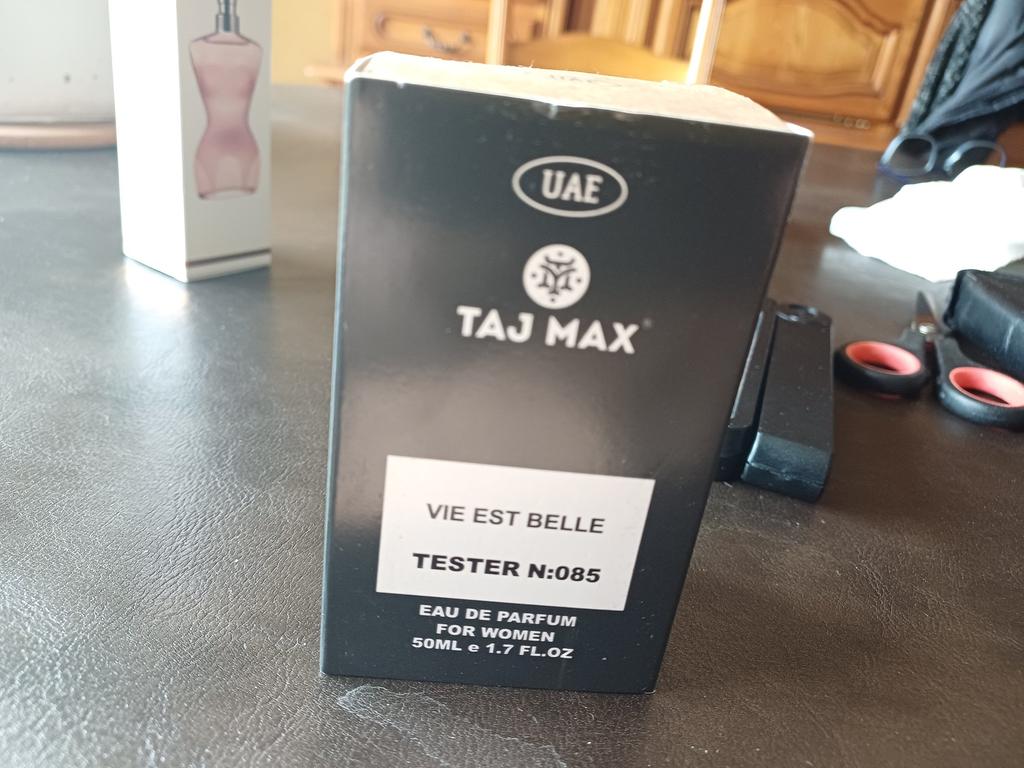 UAE
TAJ MAX
VIE EST BELLE
TESTER N:085
EAU DE PARFUM
FOR WOMEN
50ML e 1.7 FL.OZ